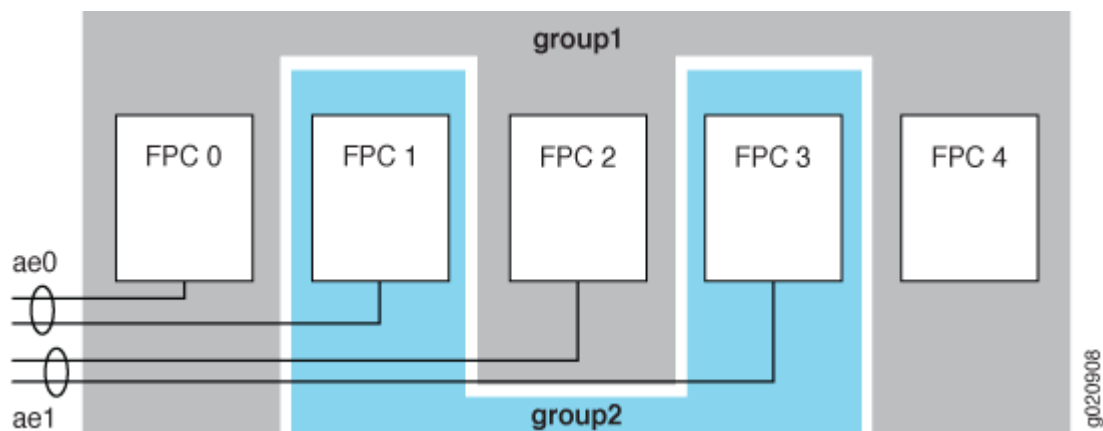 group1
FPC 0
FPC 1
FPC 2
FPC 3
FPC 4
ae0
ae1
group2
g020908